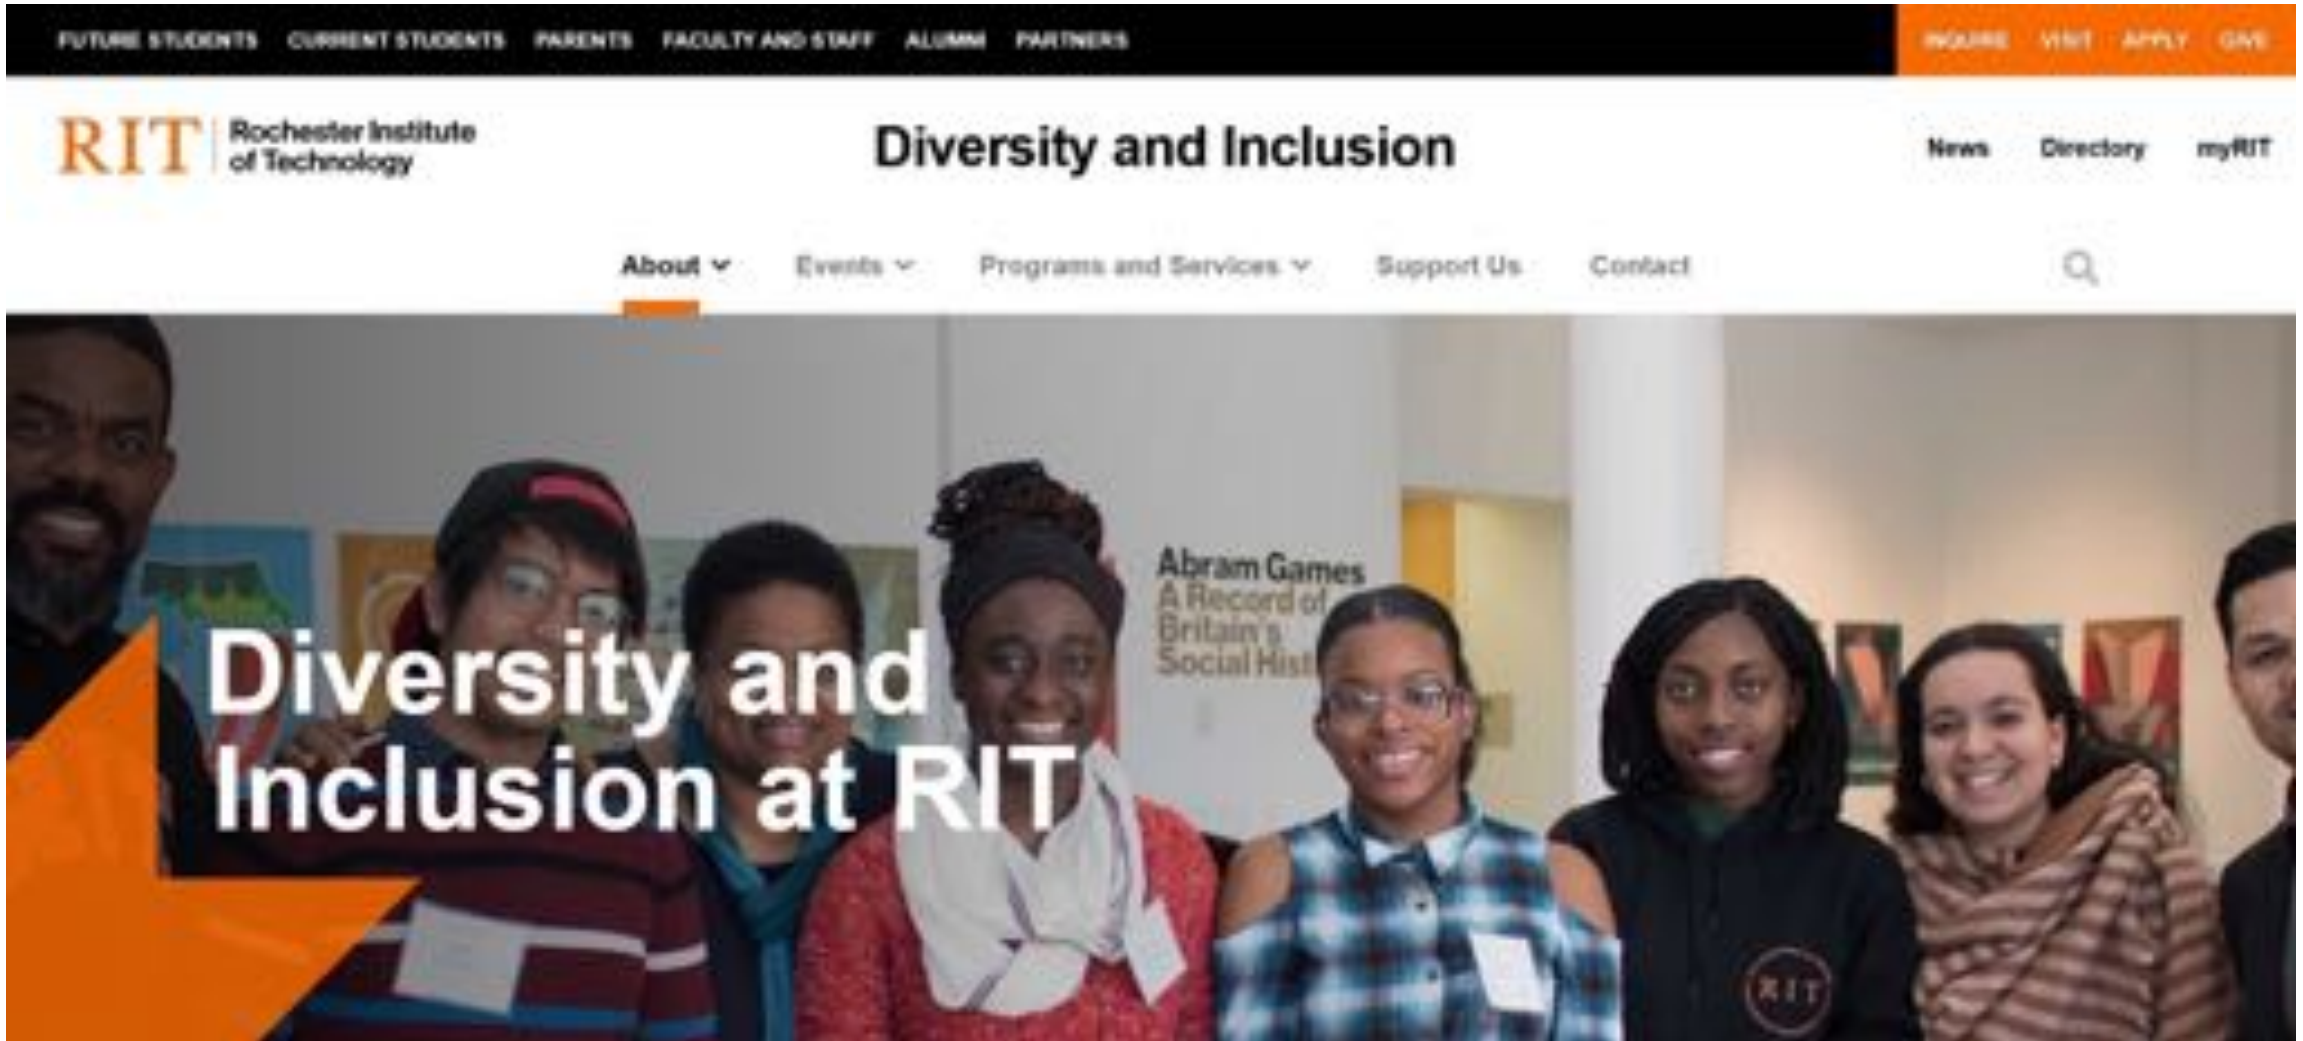 FUTURE STUDENTS CURRENT STUDENTS PARENTS FACULTY AND STAFF ALUMNI PARTNERS INQUIRE VISIT APPLY GIVE
RIT Rochester Institute
of Technology
Diversity and Inclusion
News Directory myRIT
About Events Programs and Services Support Us Contact
Abram Games
A Record of
Britain's
Social Hist
Diversity and
Inclusion at RIT
RIT